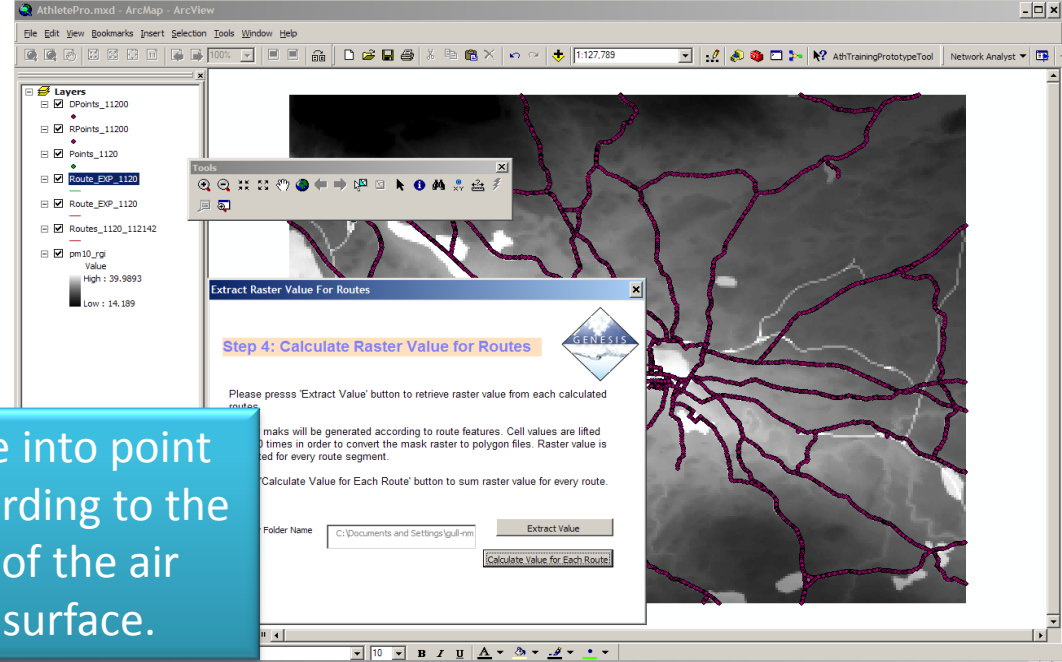 AthletePro.mxd - ArcMap - ArcView
File Edit View Bookmarks Insert Selection Tools Window Help
100% 1:127,789 AthTrainingPrototypeTool Network Analyst
Layers
DPoints_11200
RPoints_11200
Points_1120
Route_EXP_1120
Route_EXP_1120
Routes_1120_112142
pm10_rgi
Value
High : 39.9893
Low : 14.189
Tools
Extract Raster Value For Routes
Step 4: Calculate Raster Value for Routes
GENESIS
Please presss 'Extract Value' button to retrieve raster value from each calculated
routes.
maks will be generated according to route features. Cell values are lifted
0 times in order to convert the mask raster to polygon files. Raster value is
ted for every route segment.
'Calculate Value for Each Route' button to sum raster value for every route.
Folder Name C:\Documents and Settings\gull-nm Extract Value
Calculate Value for Each Route
e into point
rding to the
of the air
surface.
10 B I U A